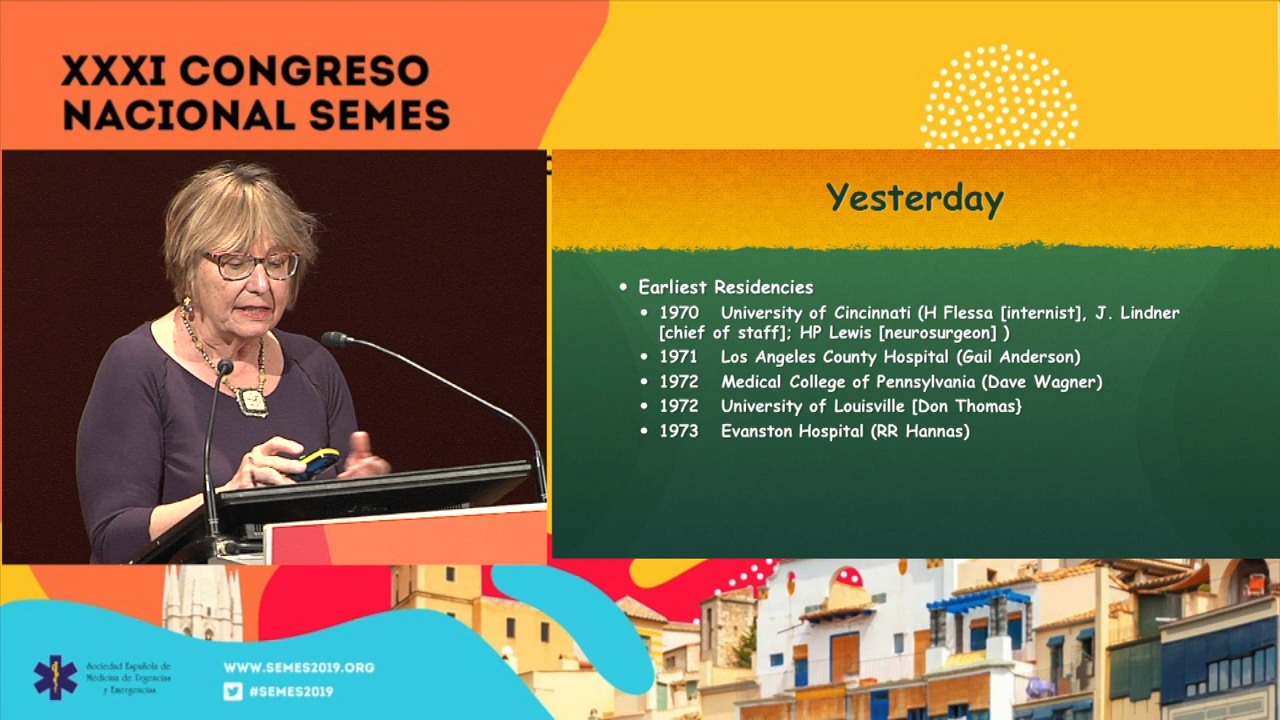 XXXI CONGRESO
NACIONAL SEMES
Yesterday
• Earliest Residencies
• 1970 University of Cincinnati (H Flessa [internist], J. Lindner
[chief of staff]; HP Lewis [neurosurgeon] )
• 1971 Los Angeles County Hospital (Gail Anderson)
• 1972 Medical College of Pennsylvania (Dave Wagner)
• 1972 University of Louisville [Don Thomas}
• 1973 Evanston Hospital (RR Hannas)
Sociedad Española de
Medicina de Urgencias
y Emergencias
WWW.SEMES2019.ORG
#SEMES2019